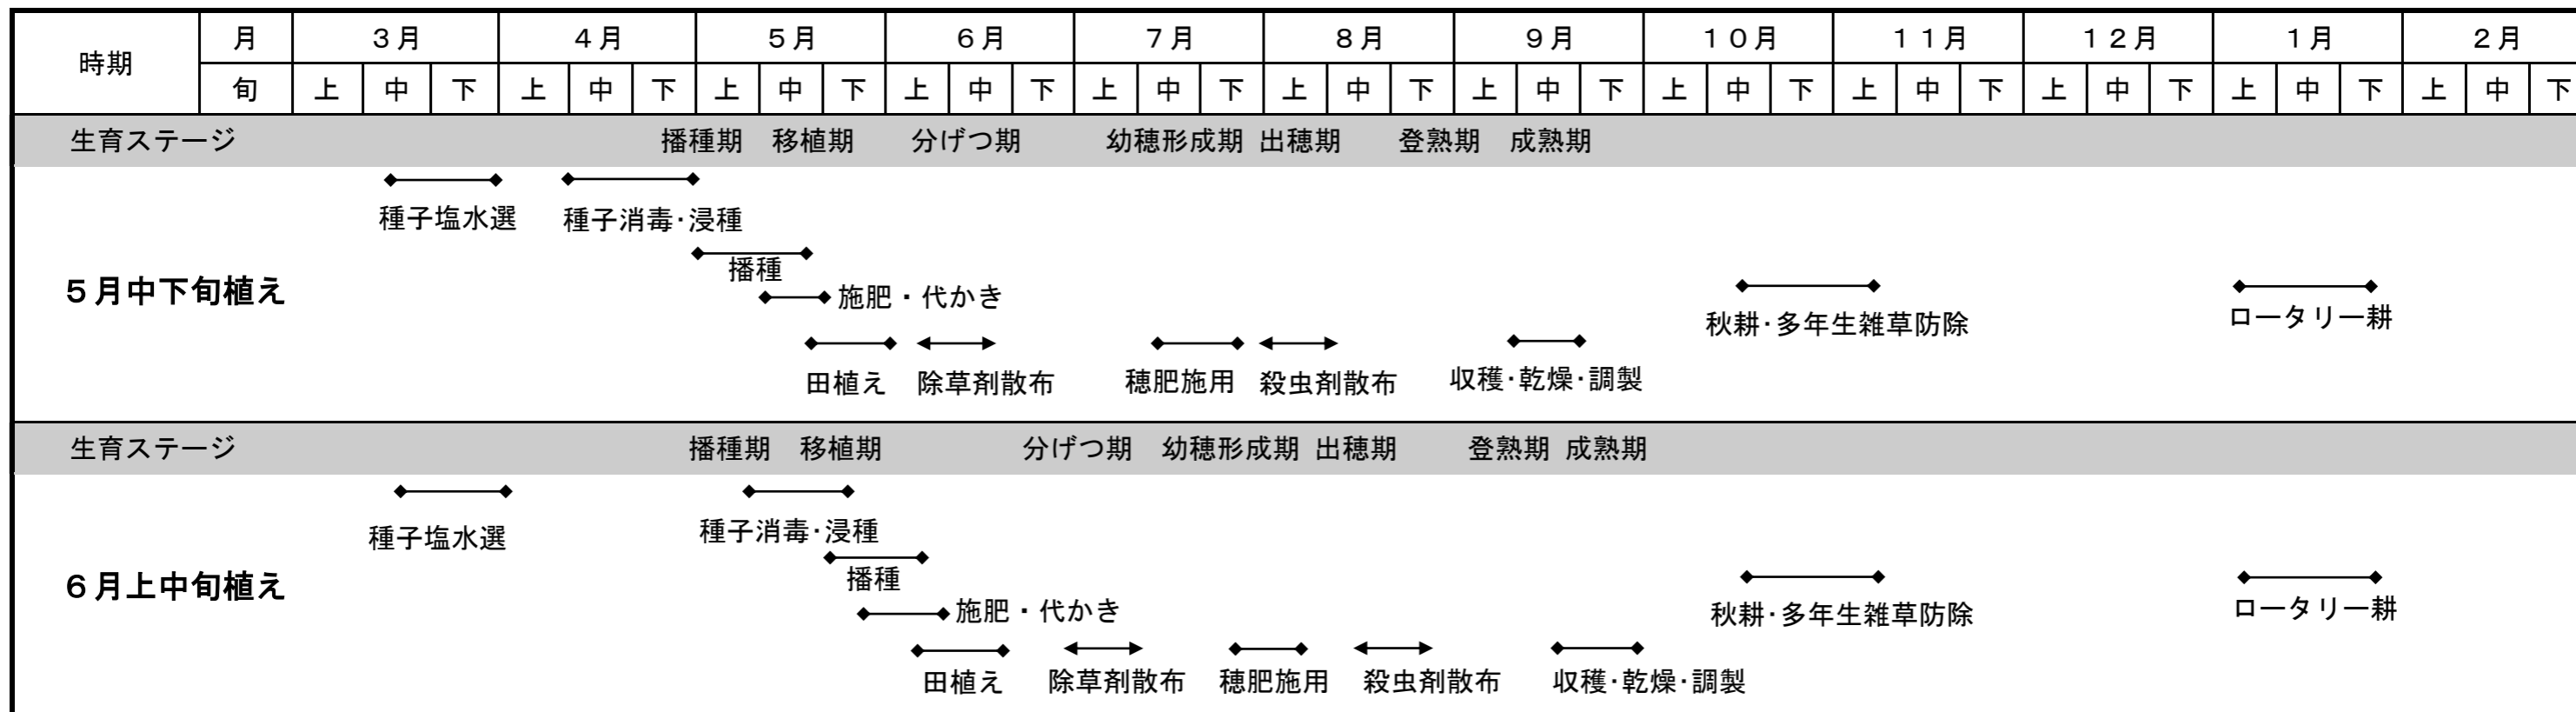 時期 月 3月 4月 5月 6月 7月 8月 9月 10月 11月 12月 1月 2月
旬 上 中 下 上 中 下 上 中 下 上 中 下 上 中 下 上 中 下 上 中 下 上 中 下 上 中 下 上 中 下 上 中 下 上 中 下
生育ステージ 播種期 移植期 分げつ期 幼穂形成期 出穂期 登熟期 成熟期
種子塩水選 種子消毒・浸種
播種
5月中下旬植え 施肥・代かき 秋耕・多年生雑草防除 ロータリー耕
田植え 除草剤散布 穂肥施用 殺虫剤散布 収穫・乾燥・調製
生育ステージ 播種期 移植期 分げつ期 幼穂形成期 出穂期 登熟期 成熟期
種子塩水選 種子消毒・浸種
6月上中旬植え 播種
施肥・代かき 秋耕・多年生雑草防除 ロータリー耕
田植え 除草剤散布 穂肥施用 殺虫剤散布 収穫・乾燥・調製